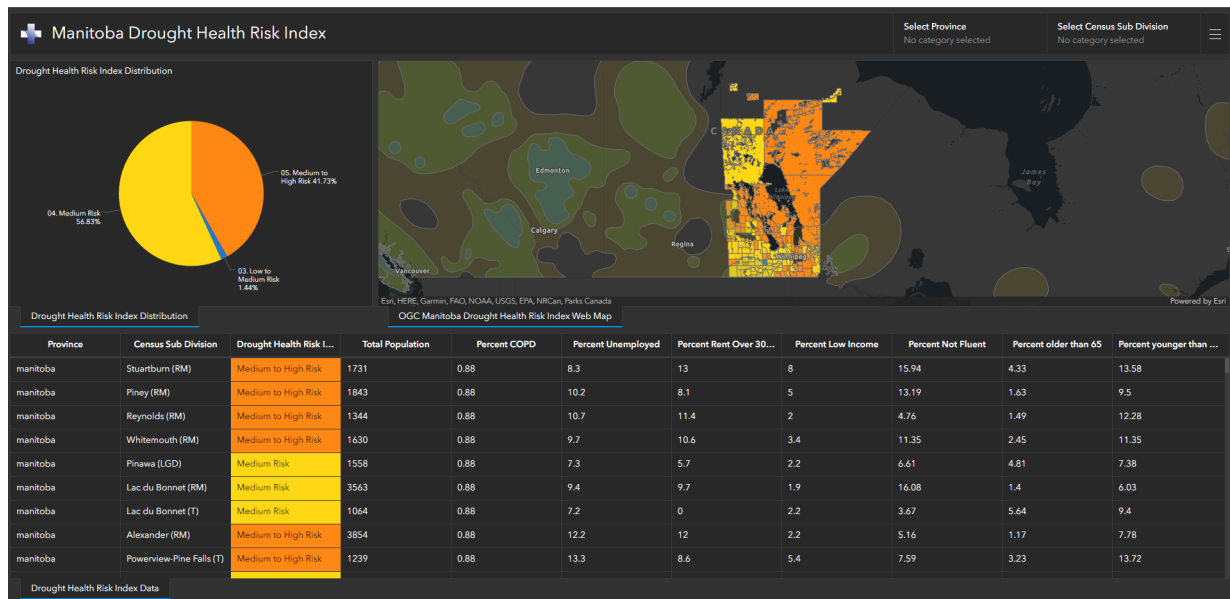 Manitoba Drought Health Risk Index
Select Province
No category selected
Select Census Sub Division
No category selected
Drought Health Risk Index Distribution
05. Medium to
High Risk 41.73%
04. Medium Risk
56.83%
03. Low to
Medium Risk
1.44%
CANADA
Edmonton
Calgary
Regina
Vancouver
Winnipeg
Lake
James
Bay
Esri, HERE, Garmin, FAO, NOAA, USGS, EPA, NRCan, Parks Canada
Powered by Esri
Drought Health Risk Index Distribution
OGC Manitoba Drought Health Risk Index Web Map
Province Census Sub Division Drought Health Risk I... Total Population Percent COPD Percent Unemployed Percent Rent Over 30... Percent Low Income Percent Not Fluent Percent older than 65 Percent younger than ...
manitoba Stuartburn (RM) Medium to High Risk 1731 0.88 8.3 13 8 15.94 4.33 13.58
manitoba Piney (RM) Medium to High Risk 1843 0.88 10.2 8.1 5 13.19 1.63 9.5
manitoba Reynolds (RM) Medium to High Risk 1344 0.88 10.7 11.4 2 4.76 1.49 12.28
manitoba Whitemouth (RM) Medium to High Risk 1630 0.88 9.7 10.6 3.4 11.35 2.45 11.35
manitoba Pinawa (LGD) Medium Risk 1558 0.88 7.3 5.7 2.2 6.61 4.81 7.38
manitoba Lac du Bonnet (RM) Medium Risk 3563 0.88 9.4 9.7 1.9 16.08 1.4 6.03
manitoba Lac du Bonnet (T) Medium Risk 1064 0.88 7.2 0 2.2 3.67 5.64 9.4
manitoba Alexander (RM) Medium to High Risk 3854 0.88 12.2 12 2.2 5.16 1.17 7.78
manitoba Powerview-Pine Falls (T) Medium to High Risk 1239 0.88 13.3 8.6 5.4 7.59 3.23 13.72
Drought Health Risk Index Data